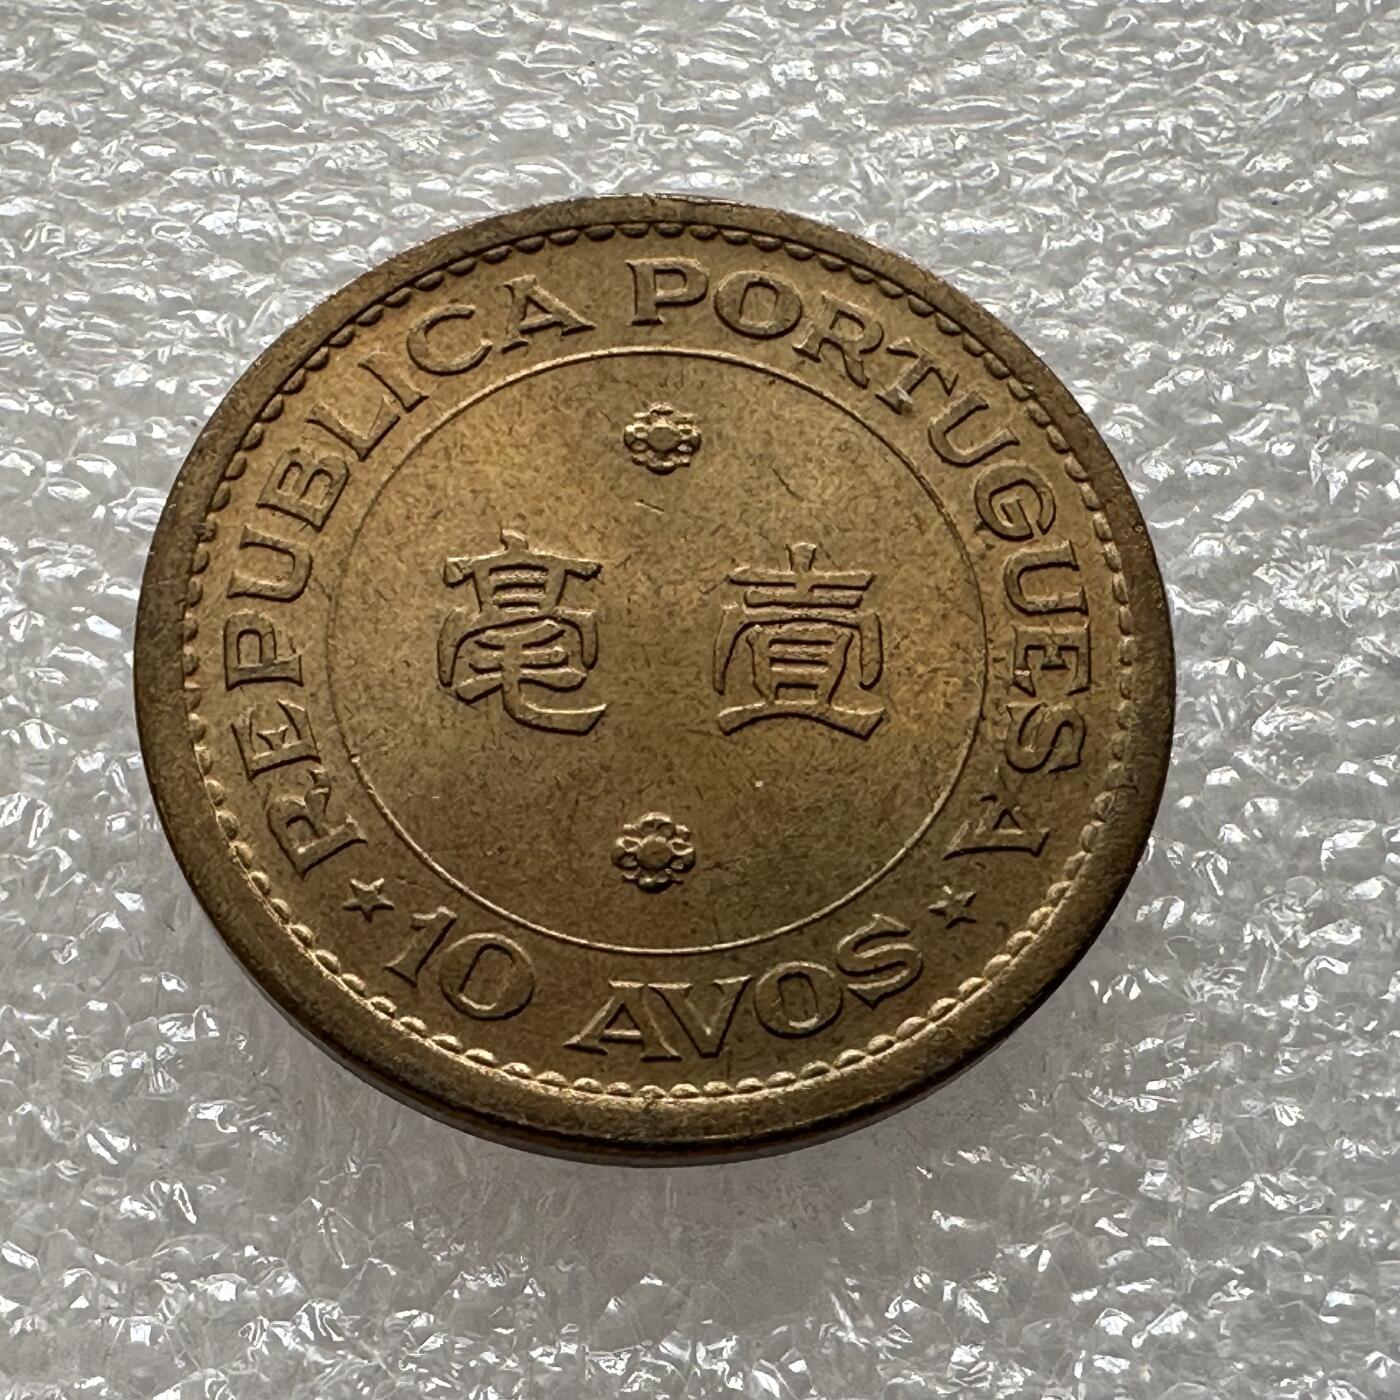 REPUBLICA PORTUGUESA
毫 壹
10 AVOS